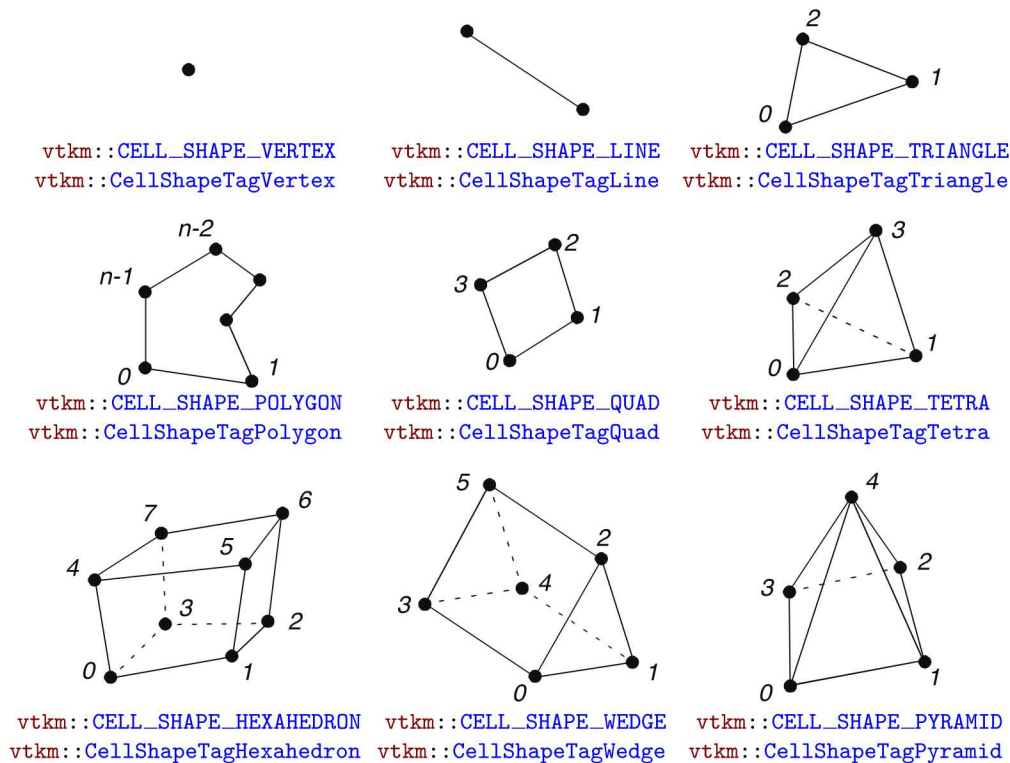 2
1
0
vtkm::CELL_SHAPE_VERTEX
vtkm::CellShapeTagVertex
vtkm::CELL_SHAPE_LINE
vtkm::CellShapeTagLine
vtkm::CELL_SHAPE_TRIANGLE
vtkm::CellShapeTagTriangle
n-2
n-1
0
1
vtkm::CELL_SHAPE_POLYGON
vtkm::CellShapeTagPolygon
2
3
1
0
vtkm::CELL_SHAPE_QUAD
vtkm::CellShapeTagQuad
3
2
1
0
vtkm::CELL_SHAPE_TETRA
vtkm::CellShapeTagTetra
6
7
5
4
3
2
0
1
vtkm::CELL_SHAPE_HEXAHEDRON
vtkm::CellShapeTagHexahedron
5
2
4
3
1
0
vtkm::CELL_SHAPE_WEDGE
vtkm::CellShapeTagWedge
4
2
3
1
0
vtkm::CELL_SHAPE_PYRAMID
vtkm::CellShapeTagPyramid